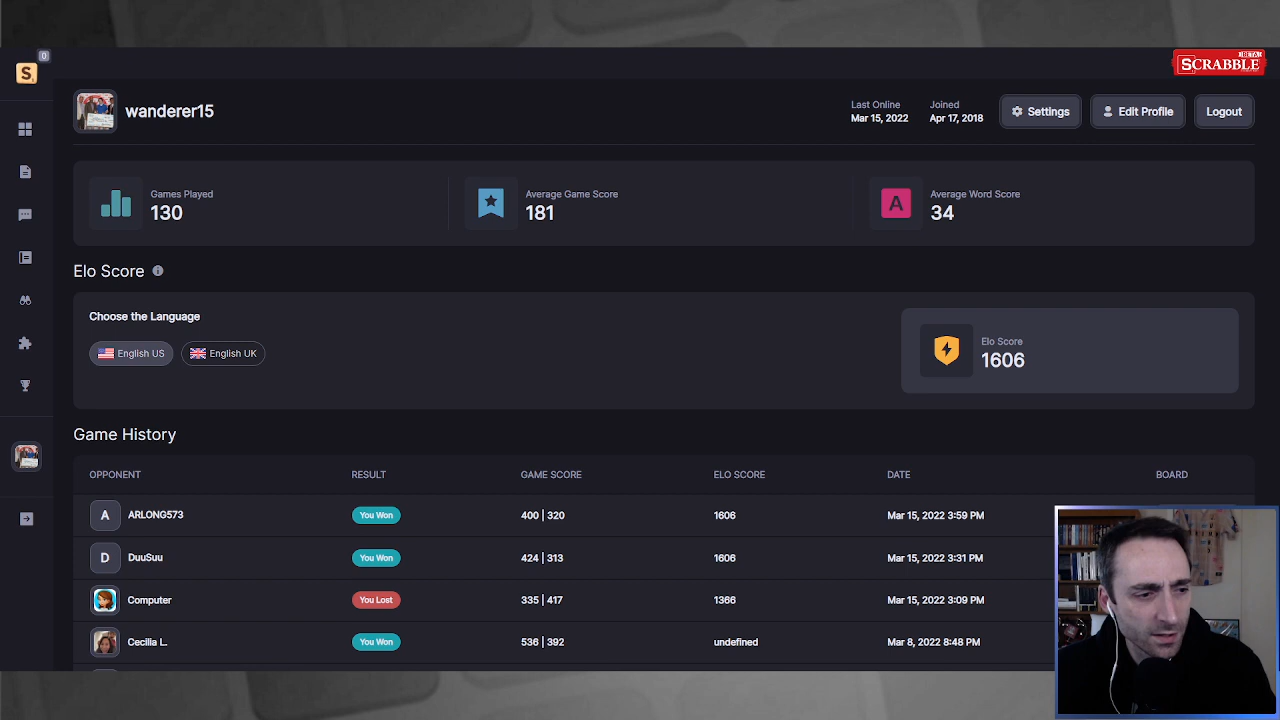 0
S
BETA
SCRABBLE
wanderer15
Last Online
Mar 15, 2022
Joined
Apr 17, 2018
Settings
Edit Profile
Logout
Games Played
130
Average Game Score
181
A
Average Word Score
34
Elo Score
Choose the Language
English US
English UK
Elo Score
1606
Game History
OPPONENT RESULT GAME SCORE ELO SCORE DATE BOARD
A ARLONG573 You Won 400 | 320 1606 Mar 15, 2022 3:59 PM
D DuuSuu You Won 424 | 313 1606 Mar 15, 2022 3:31 PM
Computer You Lost 335 | 417 1366 Mar 15, 2022 3:09 PM
Cecilia L. You Won 536 | 392 undefined Mar 8, 2022 8:48 PM